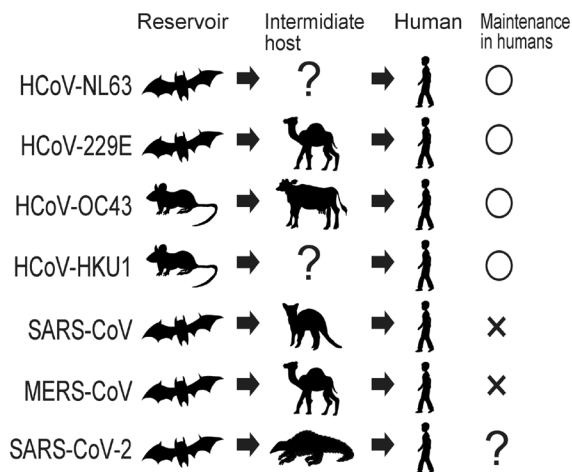 Reservoir Intermidiate host Human Maintenance in humans
HCoV-NL63 ?
HCoV-229E
HCoV-OC43
HCoV-HKU1 ?
SARS-CoV ×
MERS-CoV ×
SARS-CoV-2 ?